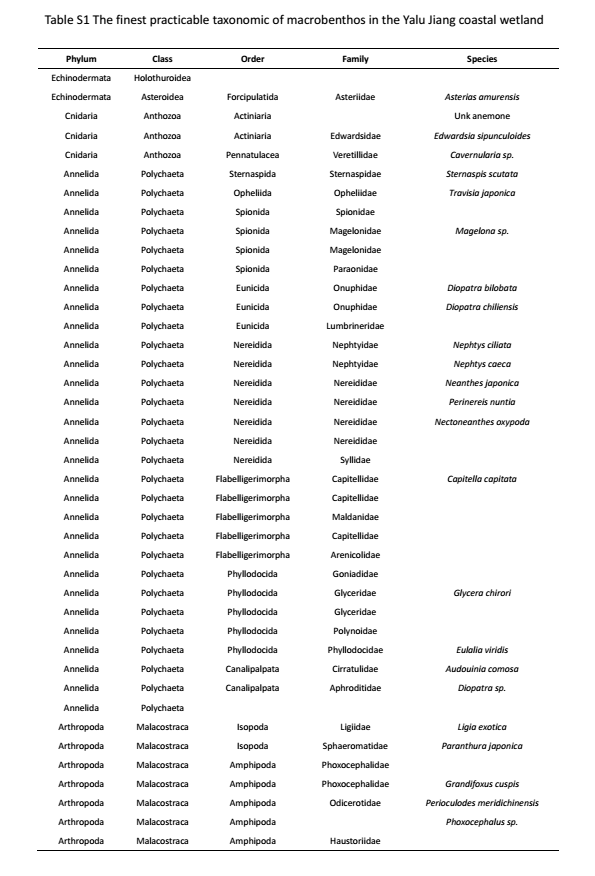 Table S1 The finest practicable taxonomic of macrobenthos in the Yalu Jiang coastal wetland
Phylum Class Order Family Species
Echinodermata Holothuroidea
Echinodermata Asteroidea Forcipulatida Asteriidae Asterias amurensis
Cnidaria Anthozoa Actiniaria Unk anemone
Cnidaria Anthozoa Actiniaria Edwardsidae Edwardsia sipunculoides
Cnidaria Anthozoa Pennatulacea Veretillidae Cavernularia sp.
Annelida Polychaeta Sternaspida Sternaspidae Sternaspis scutata
Annelida Polychaeta Opheliida Opheliidae Travisia japonica
Annelida Polychaeta Spionida Spionidae
Annelida Polychaeta Spionida Magelonidae Magelona sp.
Annelida Polychaeta Spionida Magelonidae
Annelida Polychaeta Spionida Paraonidae
Annelida Polychaeta Eunicida Onuphidae Diopatra bilobata
Annelida Polychaeta Eunicida Onuphidae Diopatra chiliensis
Annelida Polychaeta Eunicida Lumbrineridae
Annelida Polychaeta Nereidida Nephtyidae Nephtys ciliata
Annelida Polychaeta Nereidida Nephtyidae Nephtys caeca
Annelida Polychaeta Nereidida Nereididae Neanthes japonica
Annelida Polychaeta Nereidida Nereididae Perinereis nuntia
Annelida Polychaeta Nereidida Nereididae Nectoneanthes oxypoda
Annelida Polychaeta Nereidida Nereididae
Annelida Polychaeta Nereidida Syllidae
Annelida Polychaeta Flabelligerimorpha Capitellidae Capitella capitata
Annelida Polychaeta Flabelligerimorpha Capitellidae
Annelida Polychaeta Flabelligerimorpha Maldanidae
Annelida Polychaeta Flabelligerimorpha Capitellidae
Annelida Polychaeta Flabelligerimorpha Arenicolidae
Annelida Polychaeta Phyllodocida Goniadidae
Annelida Polychaeta Phyllodocida Glyceridae Glycera chirori
Annelida Polychaeta Phyllodocida Glyceridae
Annelida Polychaeta Phyllodocida Polynoidae
Annelida Polychaeta Phyllodocida Phyllodocidae Eulalia viridis
Annelida Polychaeta Canalipalpata Cirratulidae Audouinia comosa
Annelida Polychaeta Canalipalpata Aphroditidae Diopatra sp.
Annelida Polychaeta
Arthropoda Malacostraca Isopoda Ligiidae Ligia exotica
Arthropoda Malacostraca Isopoda Sphaeromatidae Paranthura japonica
Arthropoda Malacostraca Amphipoda Phoxocephalidae
Arthropoda Malacostraca Amphipoda Phoxocephalidae Grandifoxus cuspis
Arthropoda Malacostraca Amphipoda Odicerotidae Perioculodes meridichinensis
Arthropoda Malacostraca Amphipoda Phoxocephalus sp.
Arthropoda Malacostraca Amphipoda Haustoriidae